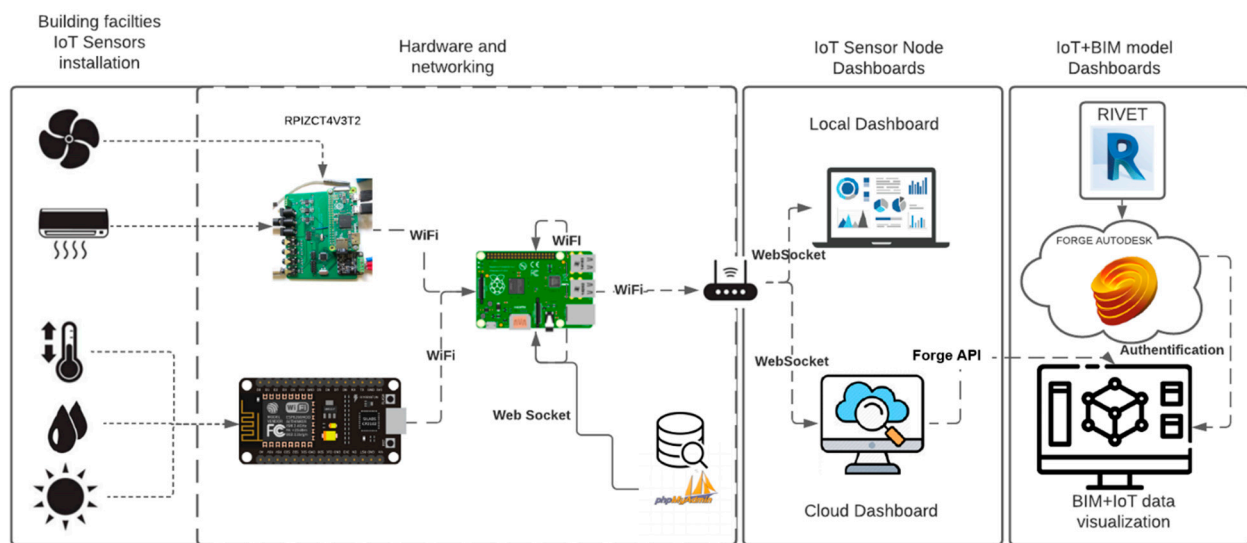 Building facilties
IoT Sensors
installation
Hardware and
networking
IoT Sensor Node
Dashboards
IoT+BIM model
Dashboards
RPIZCT4V3T2
WiFi
WiFI
WiFi
WiFi
Web Socket
phpMyAdmin
Local Dashboard
WebSocket
WebSocket
Forge API
Cloud Dashboard
RIVET
R
FORGE AUTODESK
Authentification
BIM+IoT data
visualization